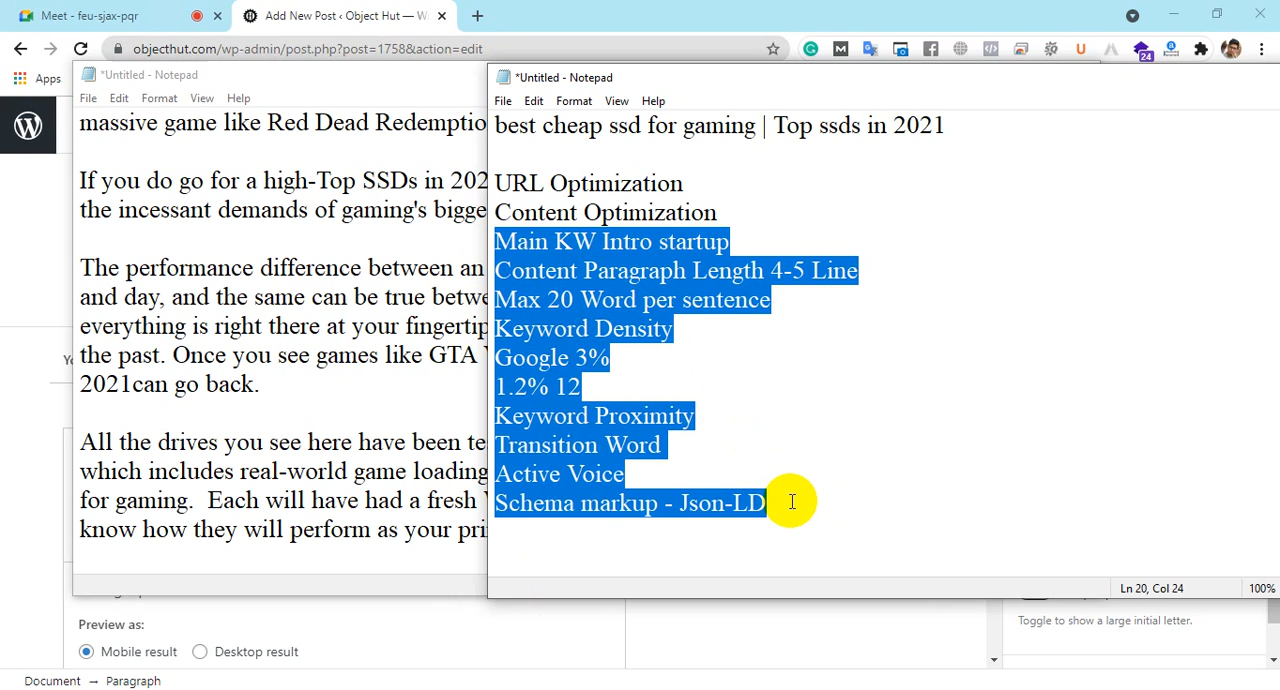 Meet - feu-sjax-pqr
Add New Post ‹ Object Hut — W
objecthut.com/wp-admin/post.php?post=1758&action=edit
24
Apps
*Untitled - Notepad
File Edit Format View Help
massive game like Red Dead Redemptio
If you do go for a high-Top SSDs in 202
the incessant demands of gaming's bigge
The performance difference between an
and day, and the same can be true betwe
everything is right there at your fingertip
the past. Once you see games like GTA V
2021can go back.
All the drives you see here have been te
which includes real-world game loading
for gaming.  Each will have had a fresh
know how they will perform as your pri
*Untitled - Notepad
File Edit Format View Help
best cheap ssd for gaming | Top ssds in 2021
URL Optimization
Content Optimization
Main KW Intro startup
Content Paragraph Length 4-5 Line
Max 20 Word per sentence
Keyword Density
Google 3%
1.2% 12
Keyword Proximity
Transition Word
Active Voice
Schema markup - Json-LD
Ln 20, Col 24
100%
Preview as:
Mobile result
Desktop result
Toggle to show a large initial letter.
Document → Paragraph